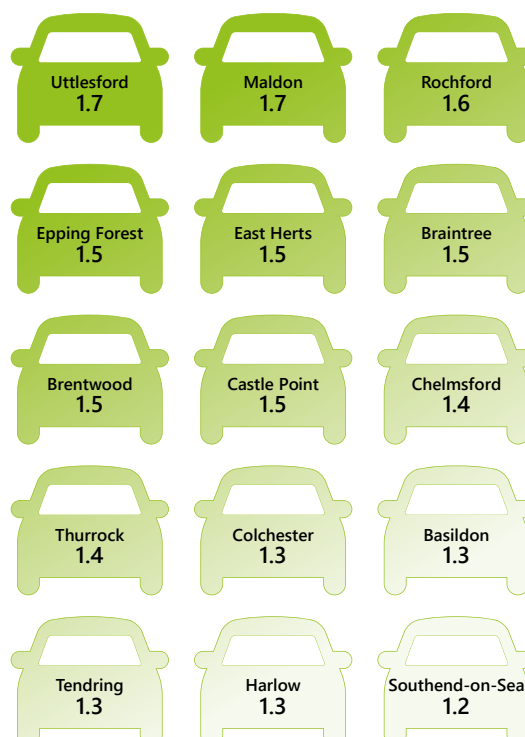 Uttlesford
1.7
Maldon
1.7
Rochford
1.6
Epping Forest
1.5
East Herts
1.5
Braintree
1.5
Brentwood
1.5
Castle Point
1.5
Chelmsford
1.4
Thurrock
1.4
Colchester
1.3
Basildon
1.3
Tendring
1.3
Harlow
1.3
Southend-on-Sea
1.2